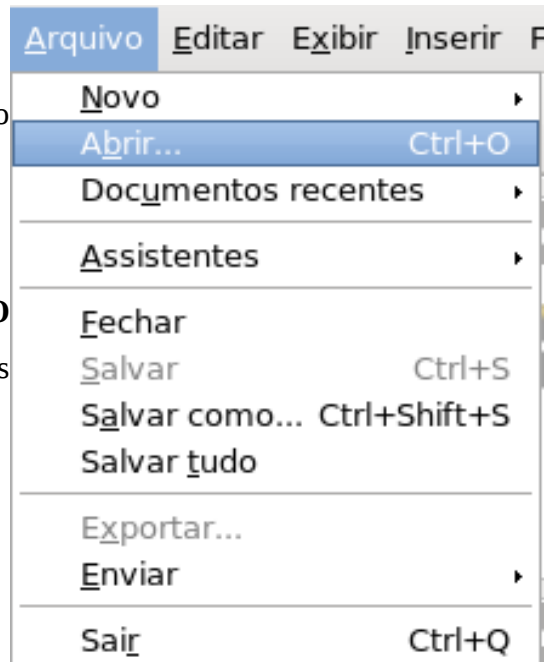 Arquivo Editar Exibir Inserir F
o
Novo
Abrir... Ctrl+O
Documentos recentes
Assistentes
O
Fechar
s
Salvar Ctrl+S
Salvar como... Ctrl+Shift+S
Salvar tudo
Exportar...
Enviar
Sair Ctrl+Q